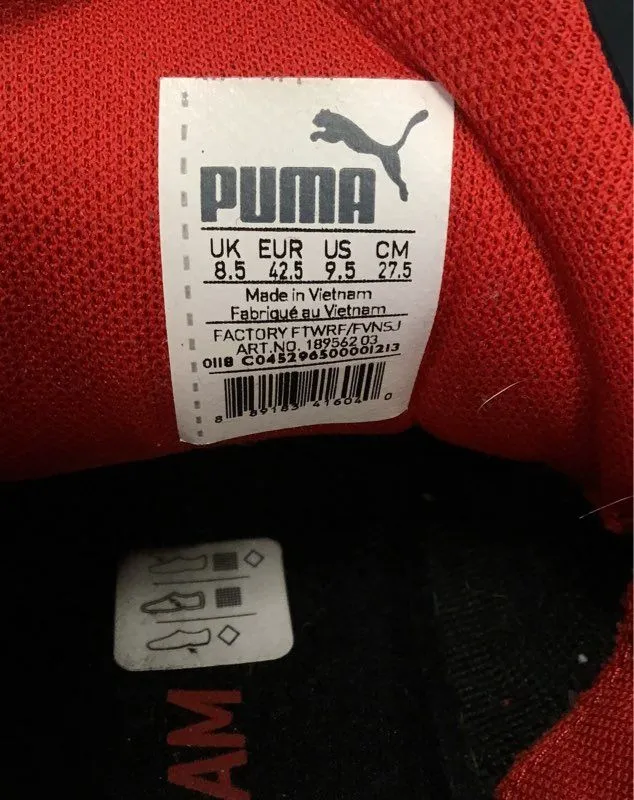 PUMA
UK EUR US CM
8.5 42.5 9.5 27.5
Made in Vietnam
Fabriqué au Vietnam
FACTORY FTWRF/FVNSJ
ART.NO. 189562 03
0118 C045296500001213
8 89183 41604 0
AM